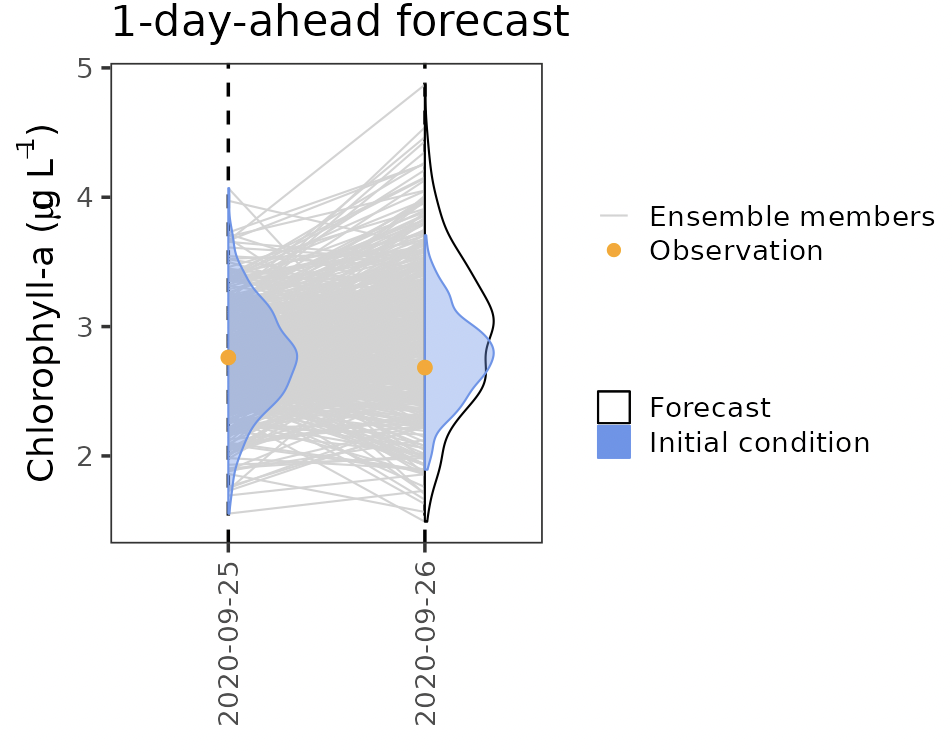 1-day-ahead forecast
Chlorophyll-a (μg L⁻¹)
5
4
3
2
2020-09-25
2020-09-26
Ensemble members
Observation
Forecast
Initial condition